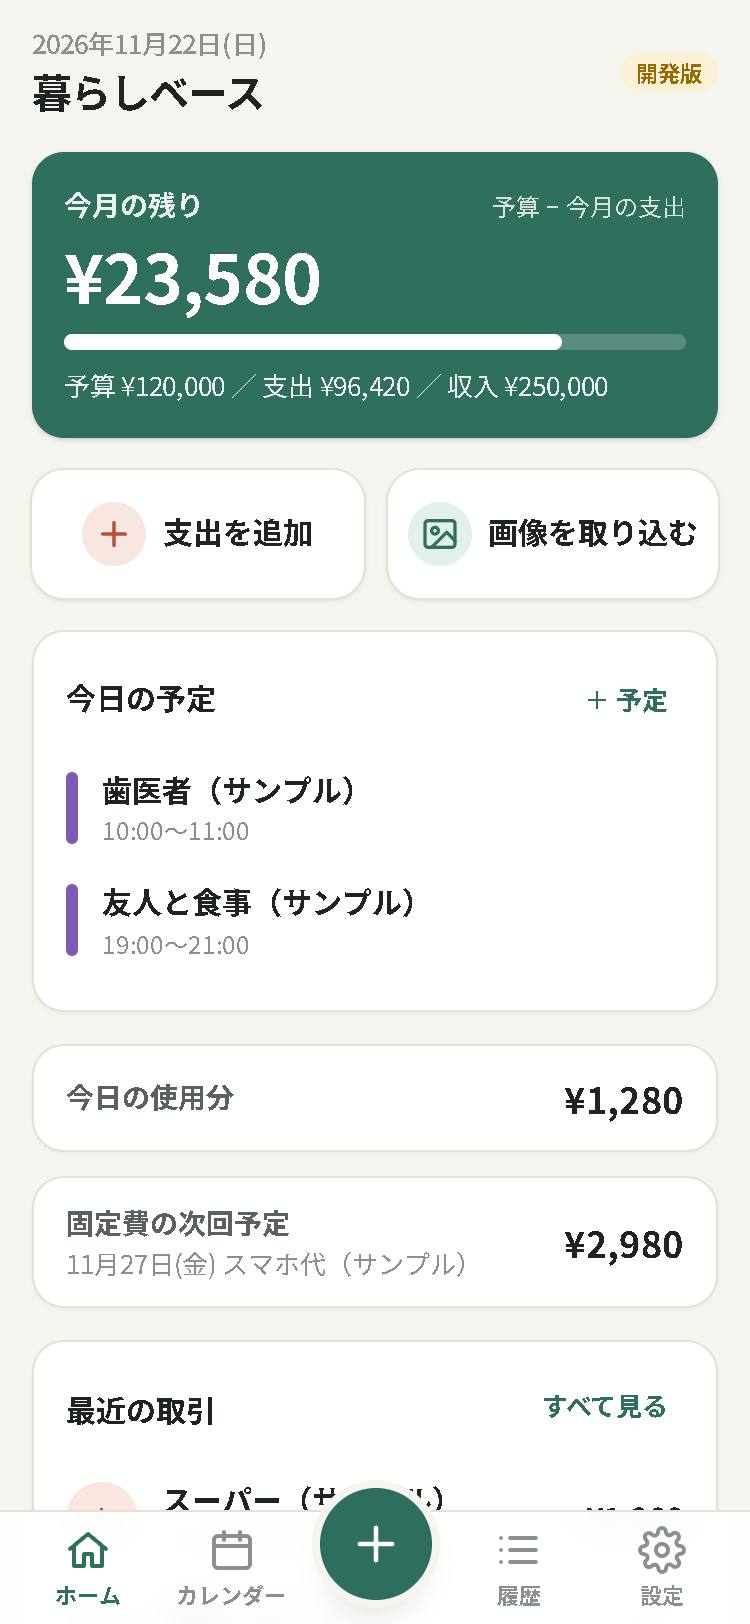 2026年11月22日(日)
暮らしベース
開発版
今月の残り
予算 − 今月の支出
¥23,580
予算 ¥120,000 ／ 支出 ¥96,420 ／ 収入 ¥250,000
支出を追加
画像を取り込む
今日の予定
＋ 予定
歯医者（サンプル）
10:00〜11:00
友人と食事（サンプル）
19:00〜21:00
今日の使用分
¥1,280
固定費の次回予定
11月27日(金) スマホ代（サンプル）
¥2,980
最近の取引
すべて見る
スーパー
ホーム
カレンダー
履歴
設定